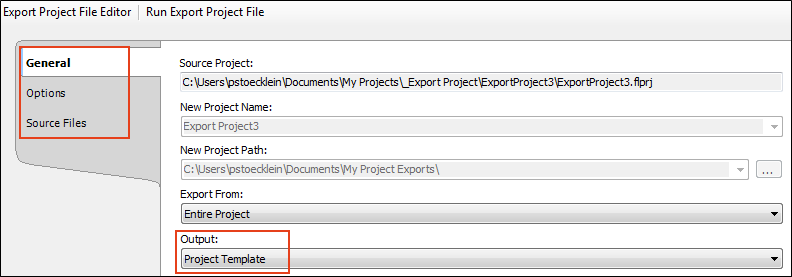 Export Project File Editor | Run Export Project File
General
Options
Source Files
Source Project:
C:\Users\pstoecklein\Documents\My Projects\_Export Project\ExportProject3\ExportProject3.flprj
New Project Name:
Export Project3
New Project Path:
C:\Users\pstoecklein\Documents\My Project Exports\
...
Export From:
Entire Project
Output:
Project Template